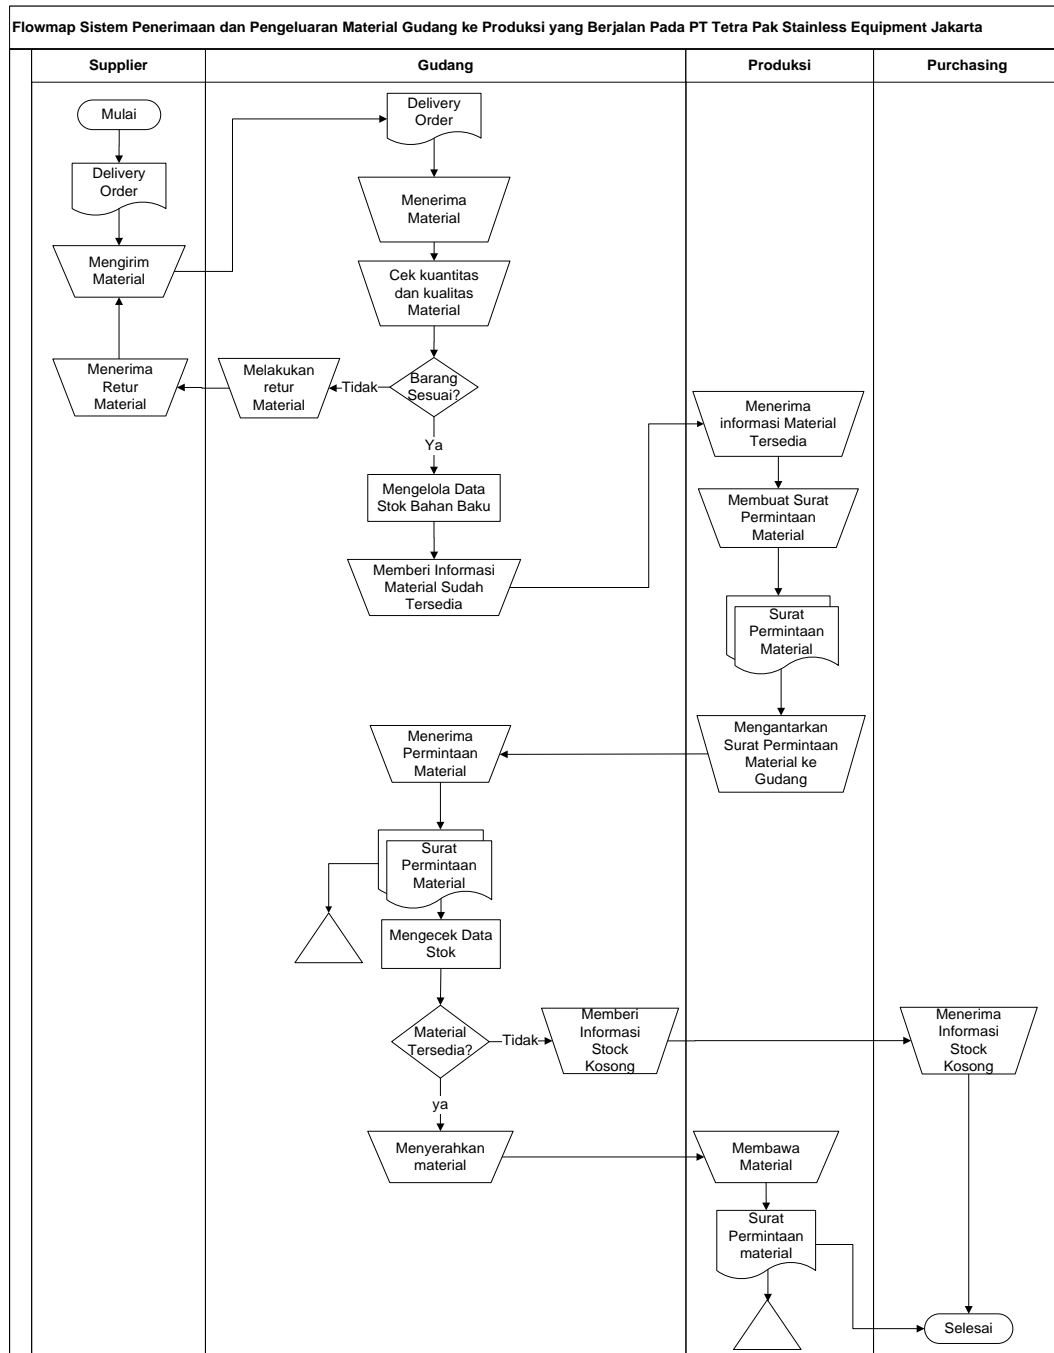 Flowmap Sistem Penerimaan dan Pengeluaran Material Gudang ke Produksi yang Berjalan Pada PT Tetra Pak Stainless Equipment Jakarta
Supplier
Gudang
Produksi
Purchasing
Mulai
Delivery
Order
Mengirim
Material
Menerima
Retur
Material
Delivery
Order
Menerima
Material
Cek kuantitas
dan kualitas
Material
Barang
Sesuai?
Tidak
Melakukan
retur
Material
Ya
Mengelola Data
Stok Bahan Baku
Memberi Informasi
Material Sudah
Tersedia
Menerima
informasi Material
Tersedia
Membuat Surat
Permintaan
Material
Surat
Permintaan
Material
Mengantarkan
Surat Permintaan
Material ke
Gudang
Menerima
Permintaan
Material
Surat
Permintaan
Material
Mengecek Data
Stok
Material
Tersedia?
Tidak
Memberi
Informasi
Stock
Kosong
Menerima
Informasi
Stock
Kosong
ya
Menyerahkan
material
Membawa
Material
Surat
Permintaan
material
Selesai